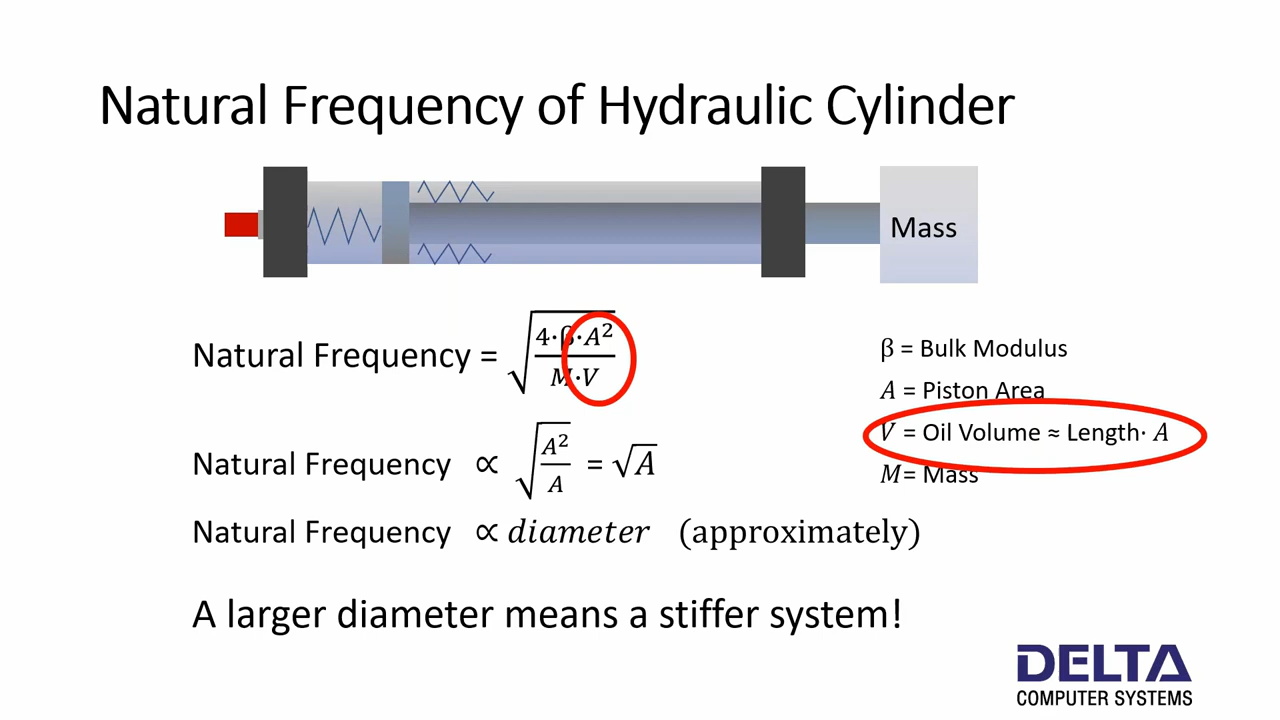 Natural Frequency of Hydraulic Cylinder
Mass
Natural Frequency = √(4·β·A² / M·V)
β = Bulk Modulus
A = Piston Area
V = Oil Volume ≈ Length· A
M= Mass
Natural Frequency ∝ √(A² / A) = √A
Natural Frequency ∝ diameter (approximately)
A larger diameter means a stiffer system!
DELTA
COMPUTER SYSTEMS